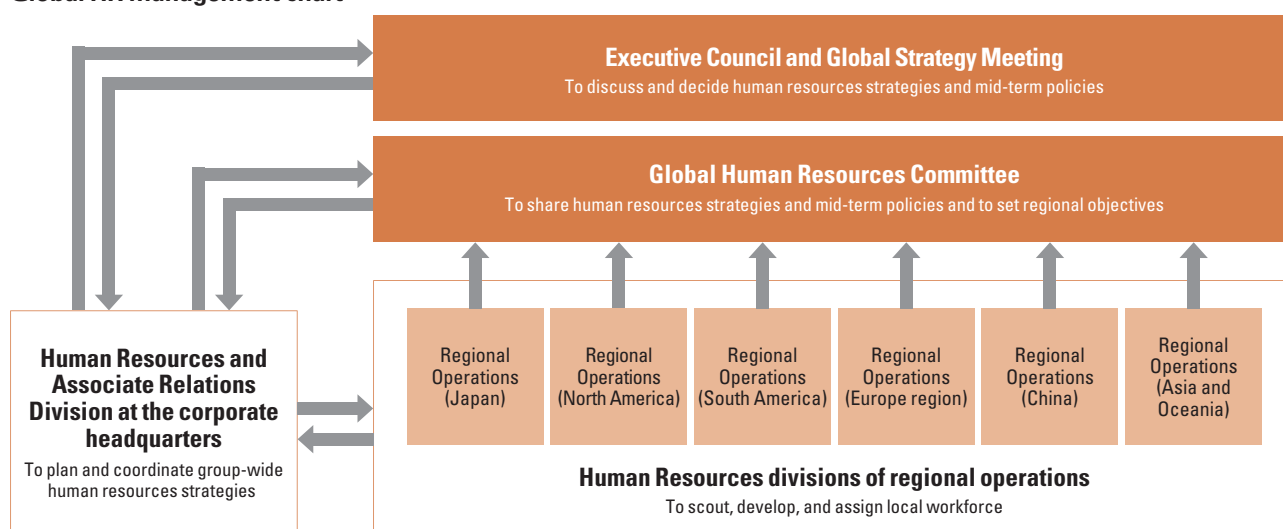 Executive Council and Global Strategy Meeting
To discuss and decide human resources strategies and mid-term policies
Global Human Resources Committee
To share human resources strategies and mid-term policies and to set regional objectives
Human Resources and
Associate Relations
Division at the corporate
headquarters
To plan and coordinate group-wide
human resources strategies
Regional
Operations
(Japan)
Regional
Operations
(North America)
Regional
Operations
(South America)
Regional
Operations
(Europe region)
Regional
Operations
(China)
Regional
Operations
(Asia and
Oceania)
Human Resources divisions of regional operations
To scout, develop, and assign local workforce